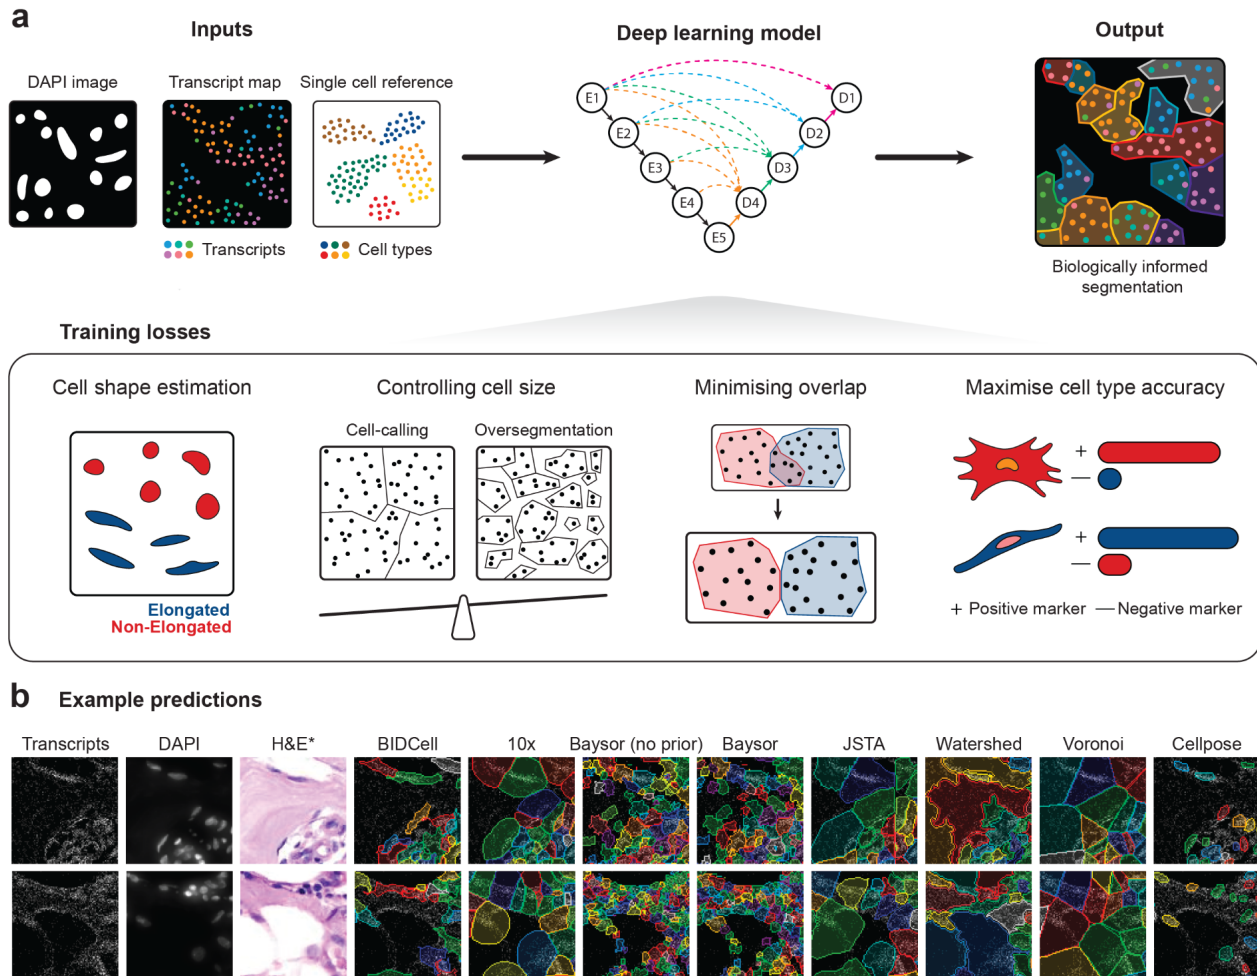 a
Inputs
Deep learning model
Output
DAPI image
Transcript map
Single cell reference
E1
E2
E3
E4
E5
D4
D3
D2
D1
Transcripts
Cell types
Biologically informed
segmentation
Training losses
Cell shape estimation
Elongated
Non-Elongated
Controlling cell size
Cell-calling
Oversegmentation
Minimising overlap
Maximise cell type accuracy
+
—
+
—
+ Positive marker
— Negative marker
b
Example predictions
Transcripts
DAPI
H&E*
BIDCell
10x
Baysor (no prior)
Baysor
JSTA
Watershed
Voronoi
Cellpose